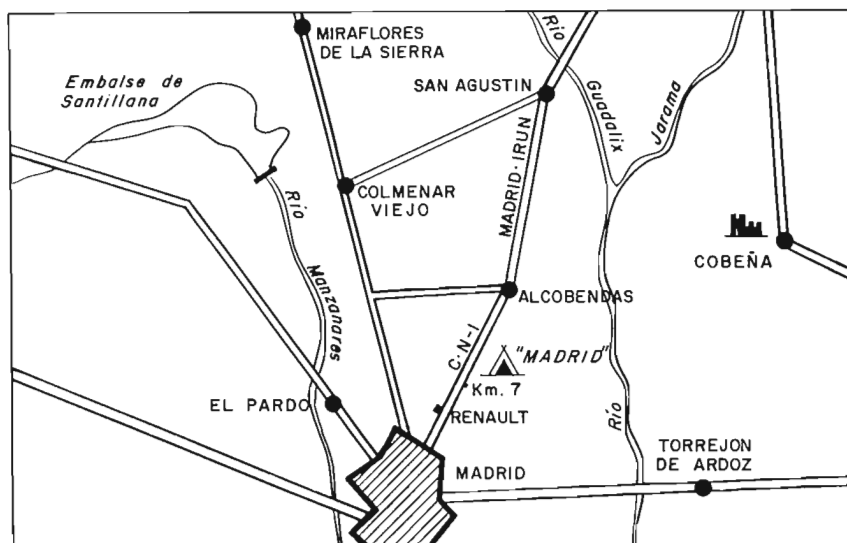 MIRAFLORES
DE LA SIERRA
Río
Embalse de
Santillana
SAN AGUSTIN
Guadalix
Jarama
MADRID-IRUN
COLMENAR
VIEJO
Río
Manzanares
COBEÑA
ALCOBENDAS
C-N-I
"MADRID"
Km. 7
EL PARDO
RENAULT
Río
MADRID
TORREJON
DE ARDOZ